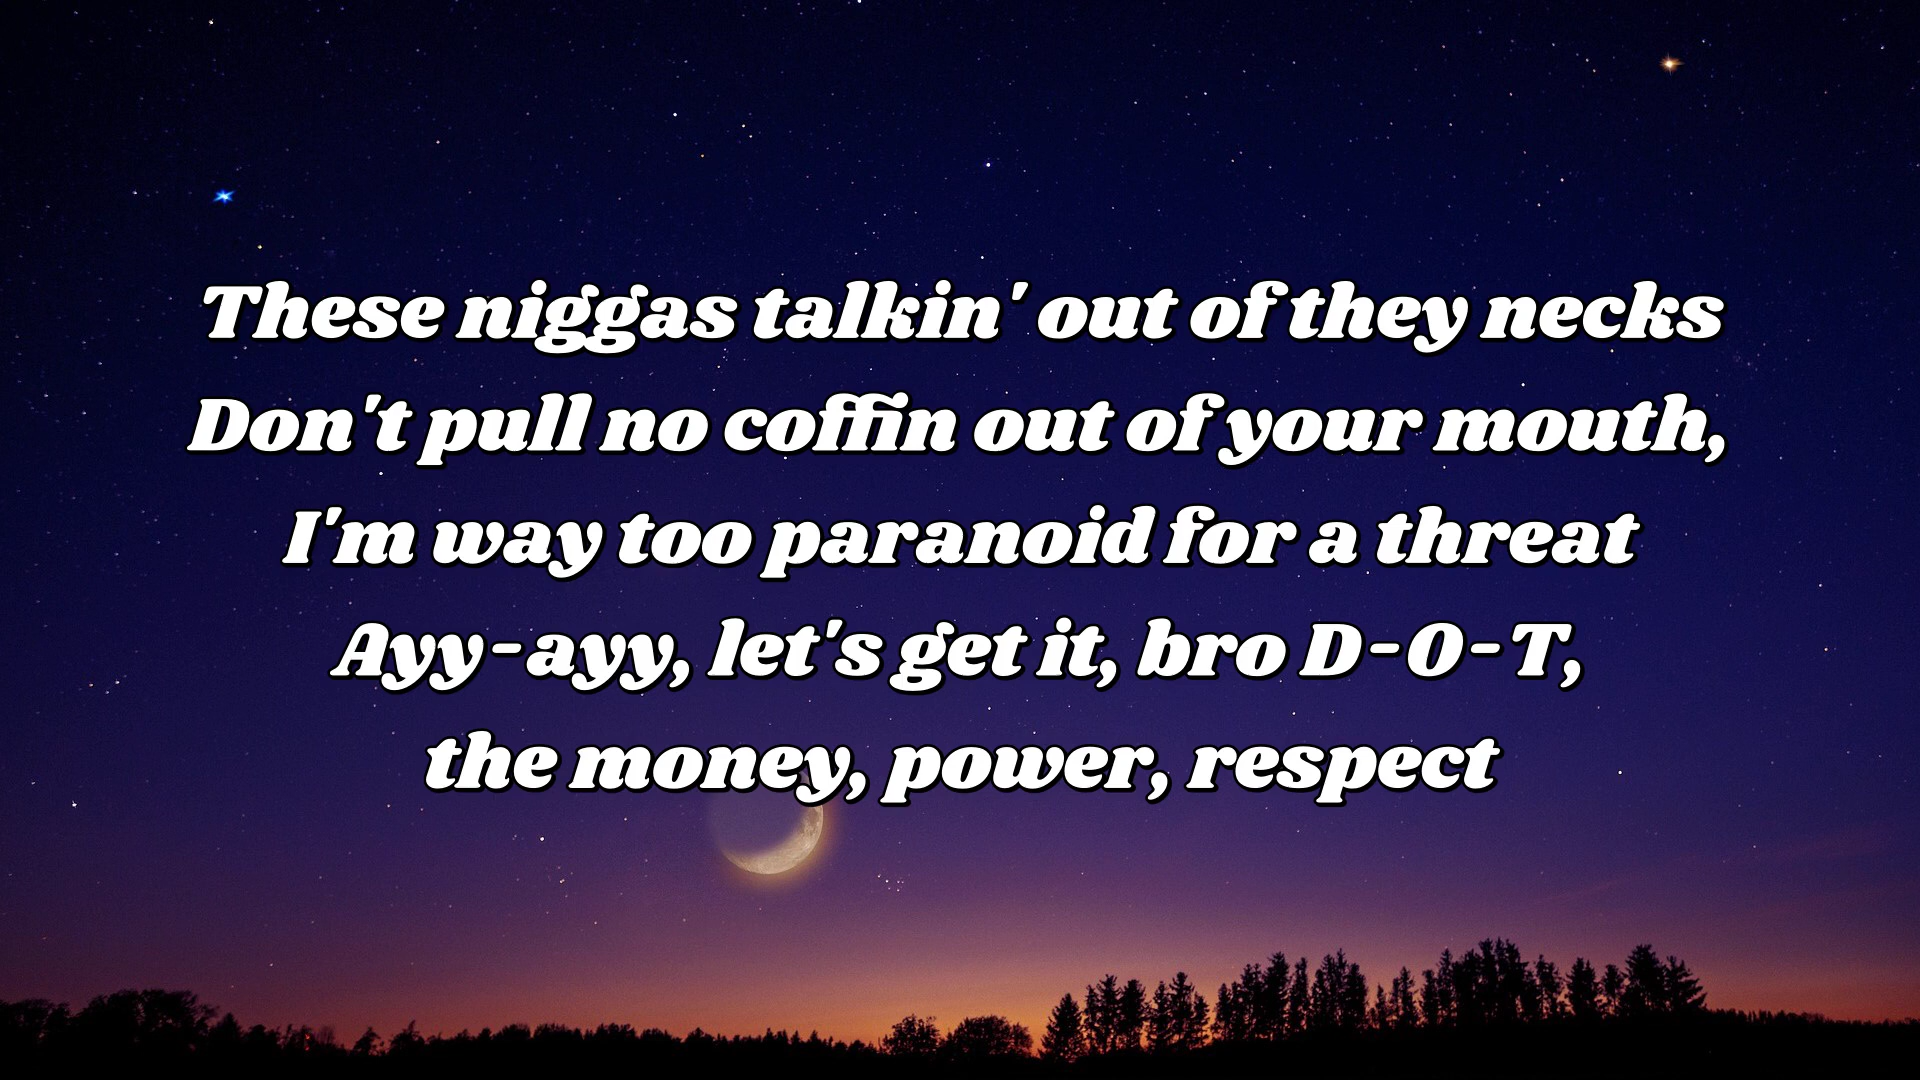 These niggas talkin' out of they necks
Don't pull no coffin out of your mouth,
I'm way too paranoid for a threat
Ayy-ayy, let's get it, bro D-O-T,
the money, power, respect